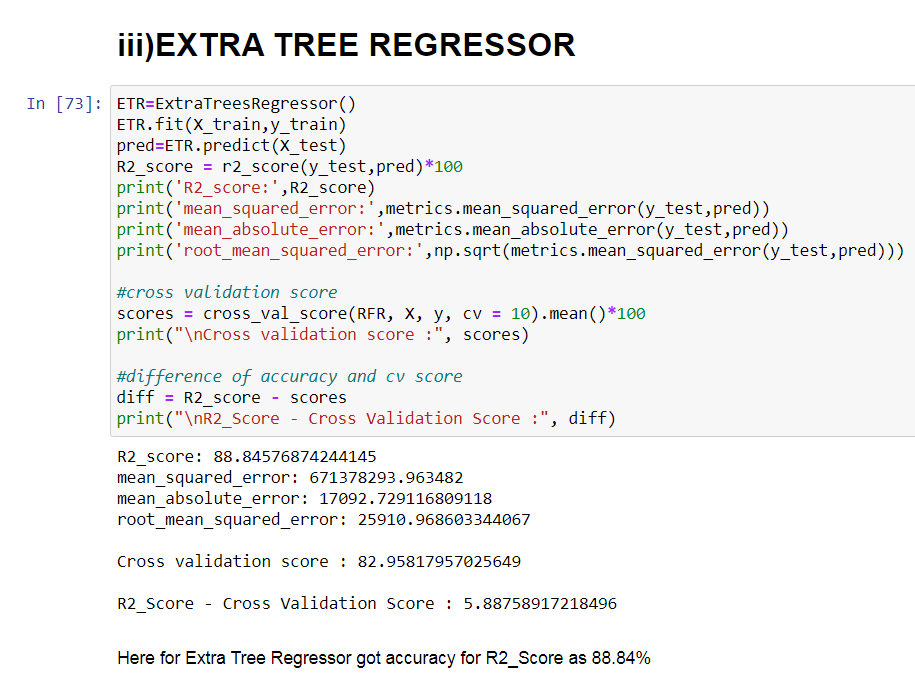 iii)EXTRA TREE REGRESSOR
In [73]: ETR=ExtraTreesRegressor()
ETR.fit(X_train,y_train)
pred=ETR.predict(X_test)
R2_score = r2_score(y_test,pred)*100
print('R2_score:',R2_score)
print('mean_squared_error:',metrics.mean_squared_error(y_test,pred))
print('mean_absolute_error:',metrics.mean_absolute_error(y_test,pred))
print('root_mean_squared_error:',np.sqrt(metrics.mean_squared_error(y_test,pred)))
#cross validation score
scores = cross_val_score(RFR, X, y, cv = 10).mean()*100
print("\nCross validation score :", scores)
#difference of accuracy and cv score
diff = R2_score - scores
print("\nR2_Score - Cross Validation Score :", diff)
R2_score: 88.84576874244145
mean_squared_error: 671378293.963482
mean_absolute_error: 17092.729116809118
root_mean_squared_error: 25910.968603344067
Cross validation score : 82.95817957025649
R2_Score - Cross Validation Score : 5.88758917218496
Here for Extra Tree Regressor got accuracy for R2_Score as 88.84%